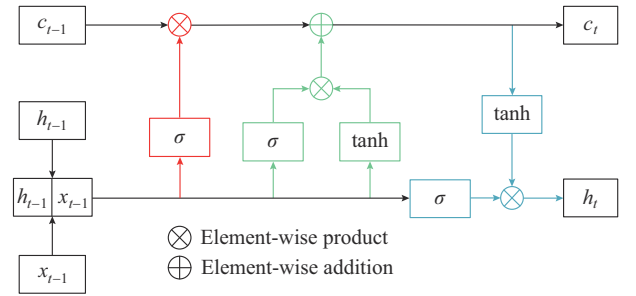 c_{t−1}
c_t
h_{t−1}
σ
σ
tanh
tanh
h_{t−1} x_{t−1}
σ
h_t
x_{t−1}
⊗ Element-wise product
⊕ Element-wise addition